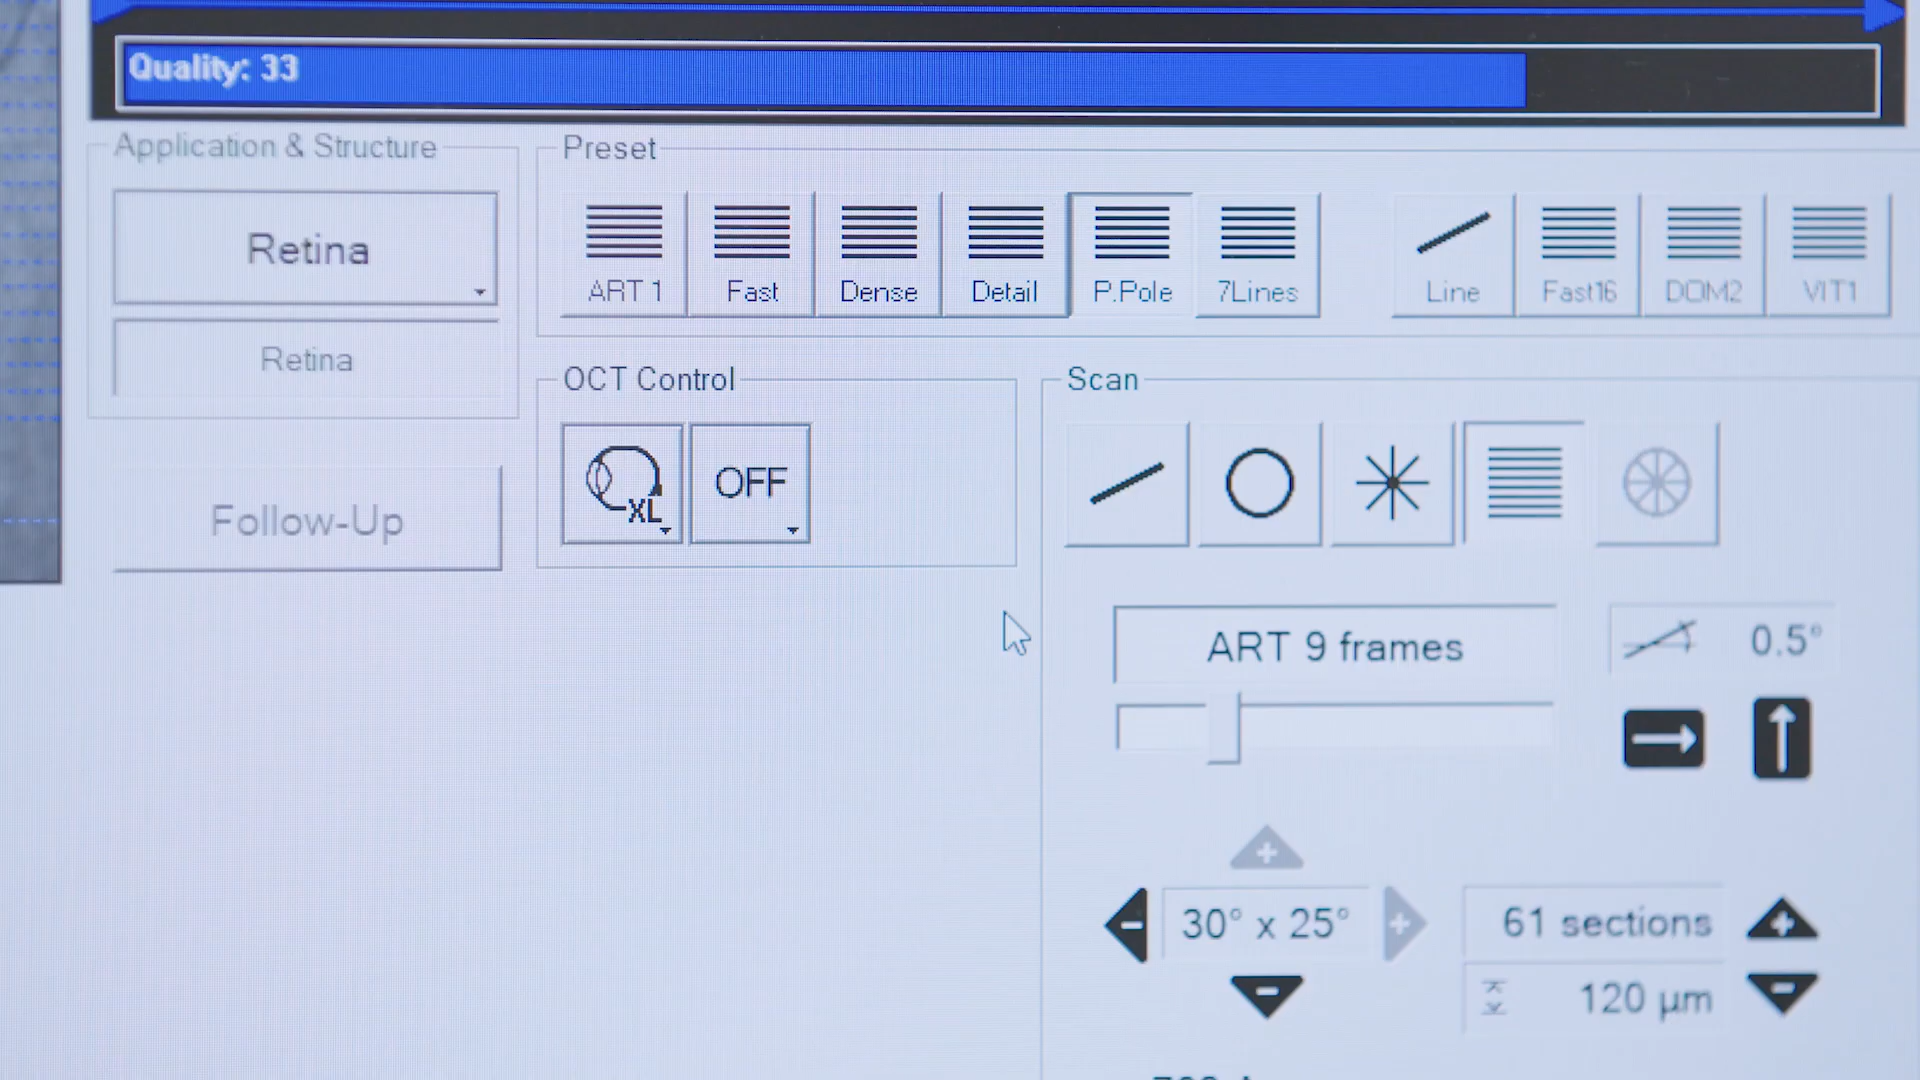 Quality: 33
Application & Structure
Preset
Retina
ART 1
Fast
Dense
Detail
P.Pole
7Lines
Line
Fast16
DOM2
VIT1
Retina
OCT Control
Scan
XL
OFF
Follow-Up
ART 9 frames
0.5°
30° x 25°
61 sections
120 µm